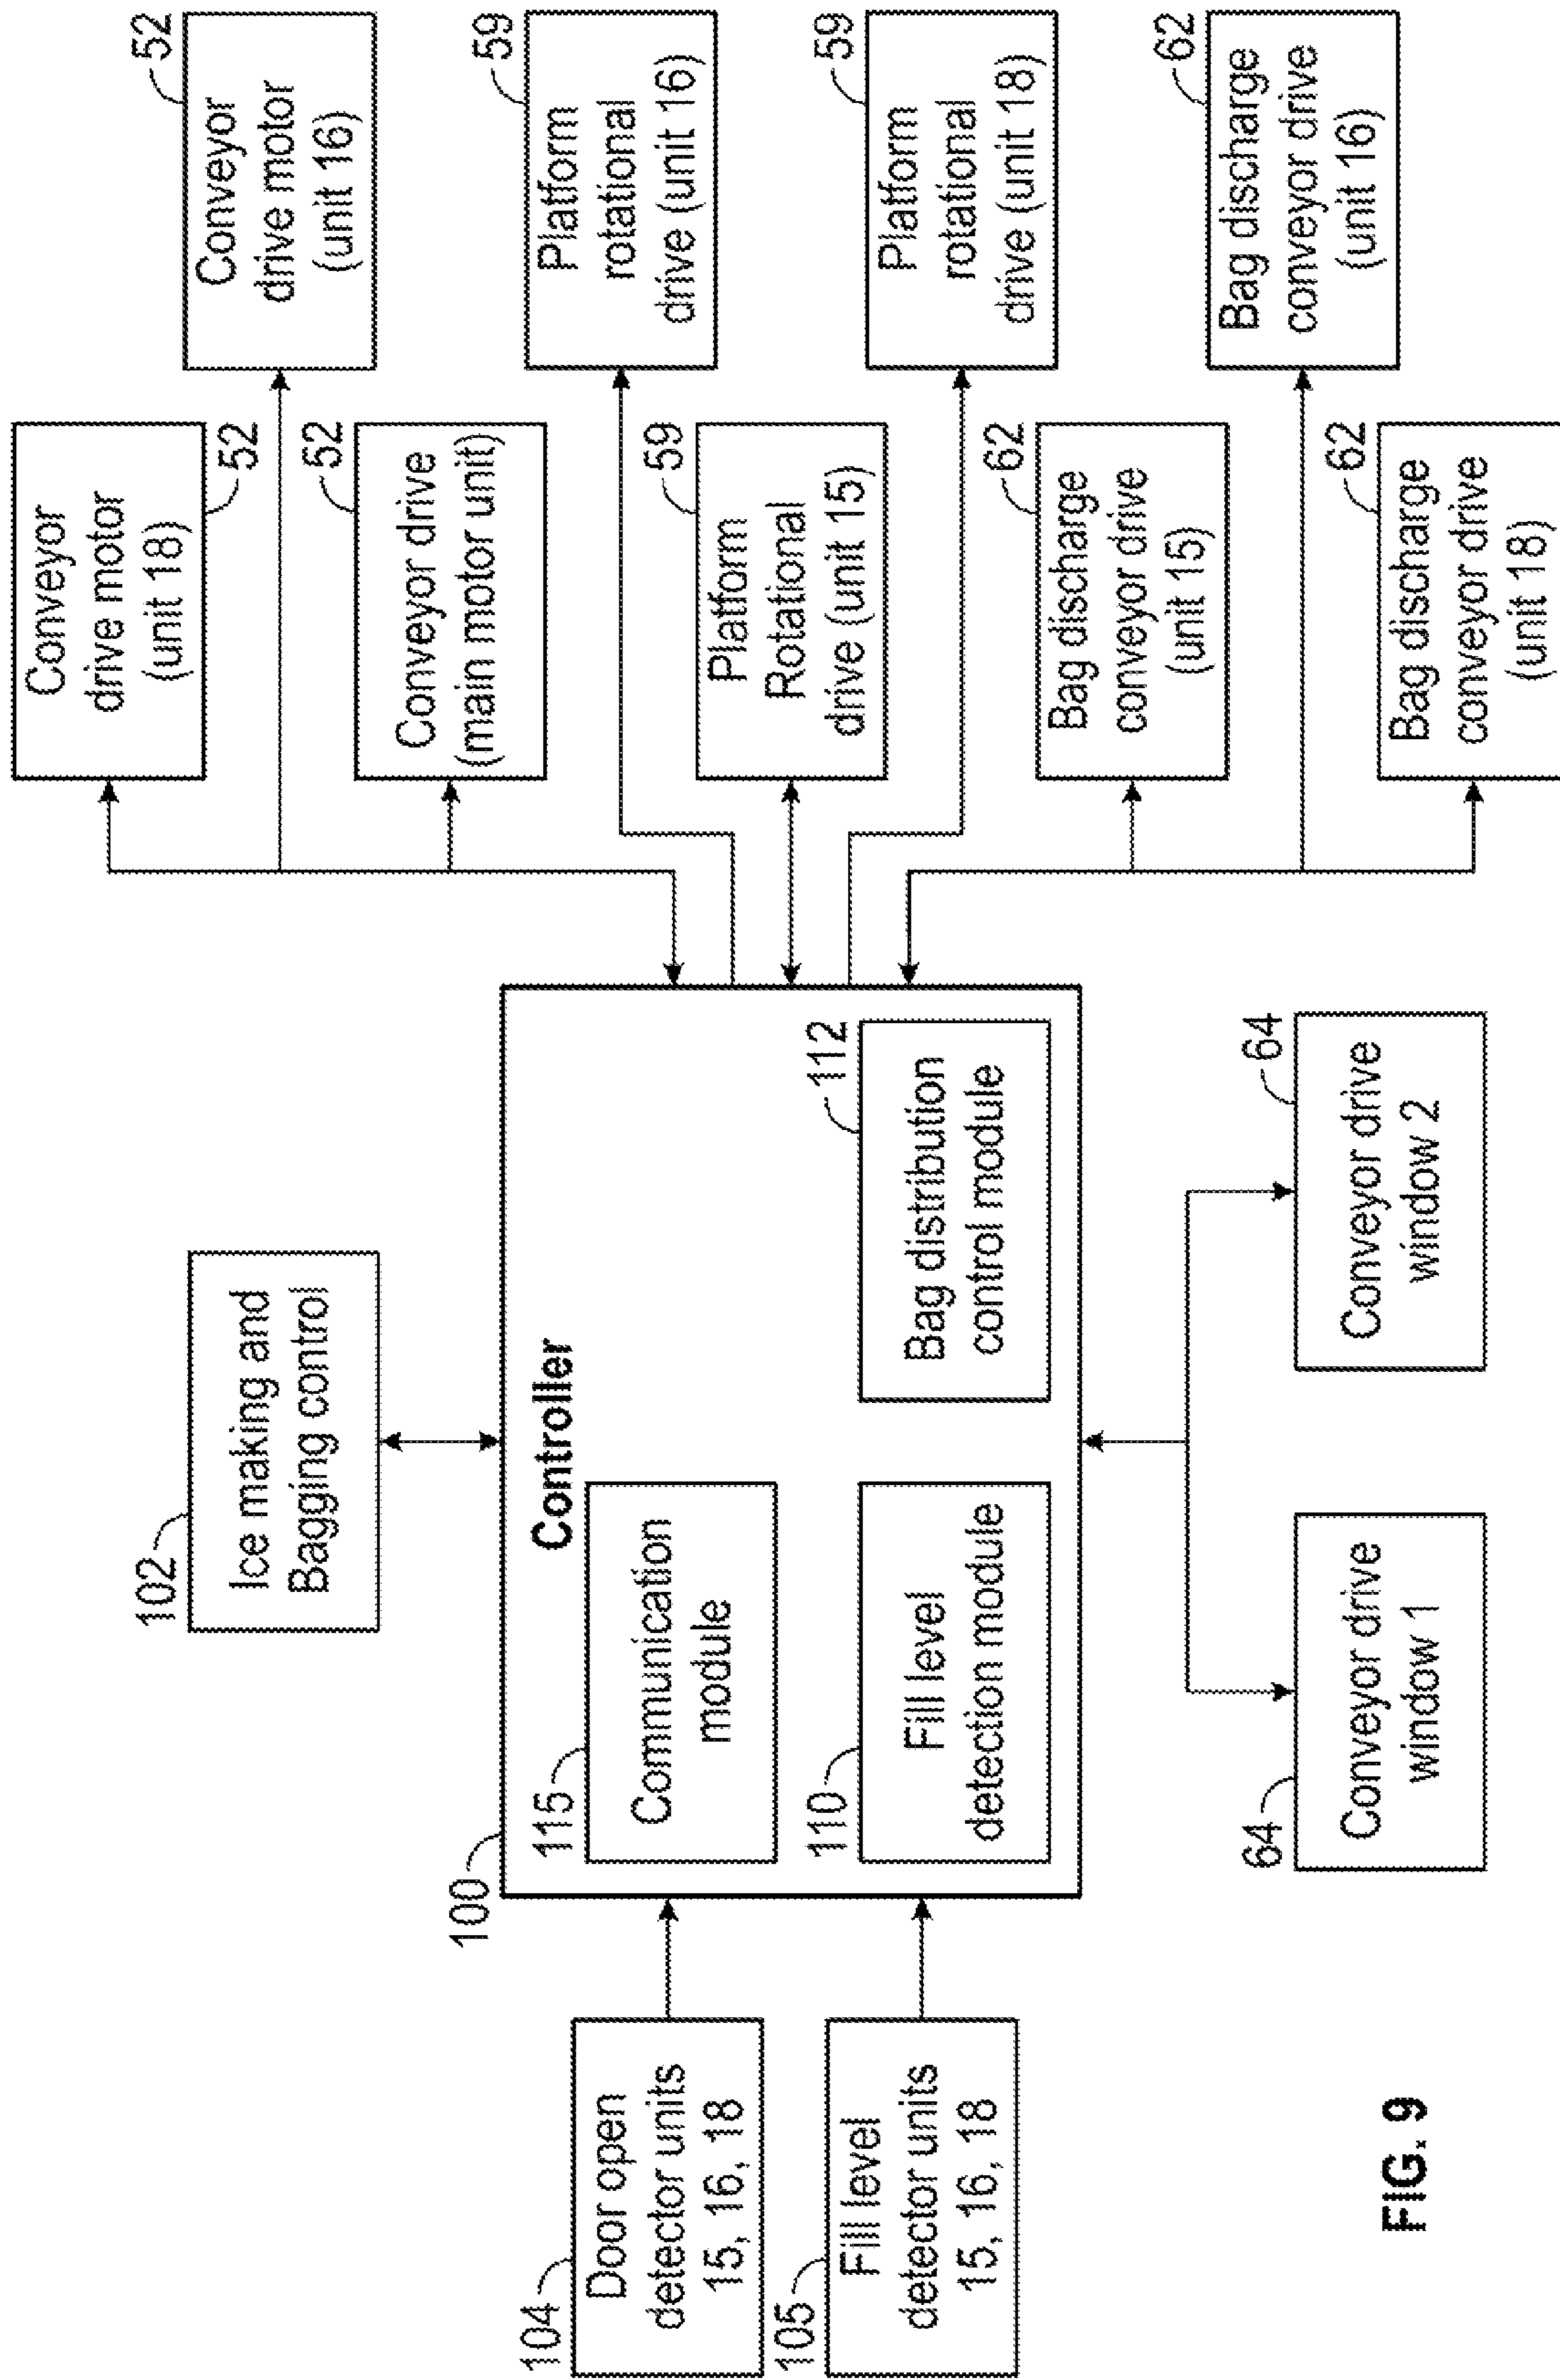 102
Ice making and
Bagging control
100
Controller
115
Communication
module
110
Fill level
detection module
112
Bag distribution
control module
104
Door open
detector units
15, 16, 18
105
Fill level
detector units
15, 16, 18
64
Conveyor drive
window 1
64
Conveyor drive
window 2
Conveyor
drive motor
(unit 18)
52
52
Conveyor
drive motor
(unit 16)
52
Conveyor drive
(main motor unit)
59
Platform
rotational
drive (unit 16)
59
Platform
Rotational
drive (unit 15)
59
Platform
rotational
drive (unit 18)
62
Bag discharge
conveyor drive
(unit 15)
62
Bag discharge
conveyor drive
(unit 16)
62
Bag discharge
conveyor drive
(unit 18)
FIG. 9